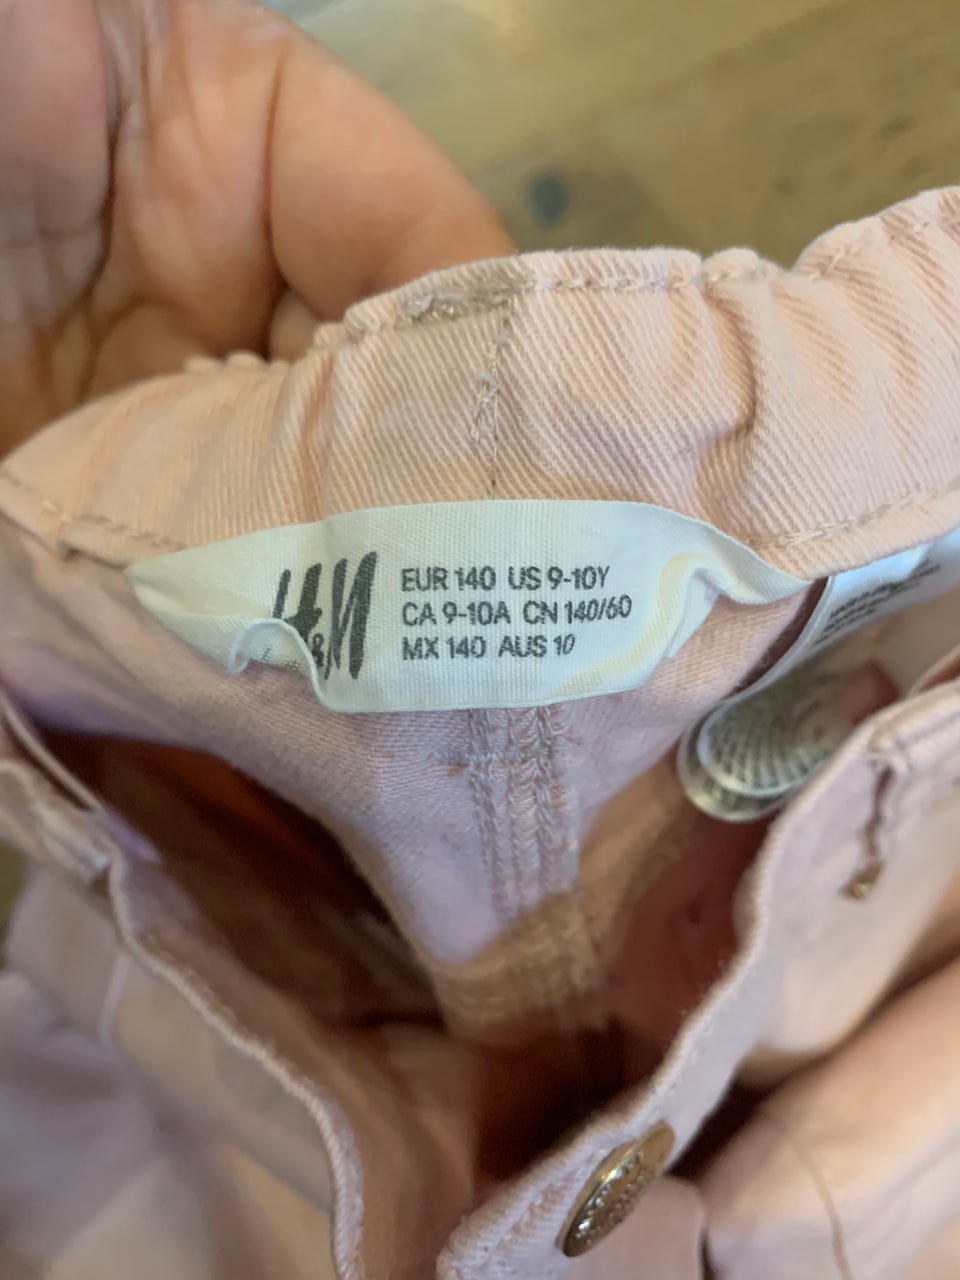 H&M
EUR 140 US 9-10Y
CA 9-10A CN 140/60
MX 140 AUS 10